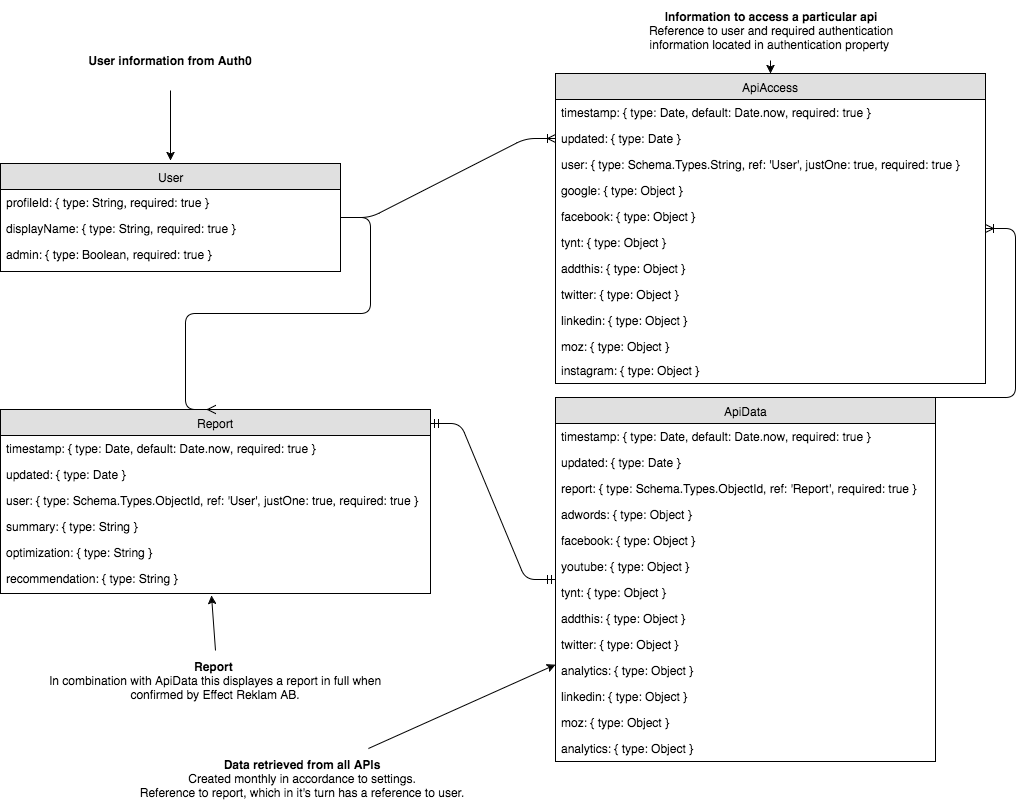 Information to access a particular api
Reference to user and required authentication
information located in authentication property
User information from Auth0
User
profileId: { type: String, required: true }
displayName: { type: String, required: true }
admin: { type: Boolean, required: true }
ApiAccess
timestamp: { type: Date, default: Date.now, required: true }
updated: { type: Date }
user: { type: Schema.Types.String, ref: 'User', justOne: true, required: true }
google: { type: Object }
facebook: { type: Object }
tynt: { type: Object }
addthis: { type: Object }
twitter: { type: Object }
linkedin: { type: Object }
moz: { type: Object }
instagram: { type: Object }
Report
timestamp: { type: Date, default: Date.now, required: true }
updated: { type: Date }
user: { type: Schema.Types.ObjectId, ref: 'User', justOne: true, required: true }
summary: { type: String }
optimization: { type: String }
recommendation: { type: String }
ApiData
timestamp: { type: Date, default: Date.now, required: true }
updated: { type: Date }
report: { type: Schema.Types.ObjectId, ref: 'Report', required: true }
adwords: { type: Object }
facebook: { type: Object }
youtube: { type: Object }
tynt: { type: Object }
addthis: { type: Object }
twitter: { type: Object }
analytics: { type: Object }
linkedin: { type: Object }
moz: { type: Object }
analytics: { type: Object }
Report
In combination with ApiData this displayes a report in full when
confirmed by Effect Reklam AB.
Data retrieved from all APIs
Created monthly in accordance to settings.
Reference to report, which in it's turn has a reference to user.